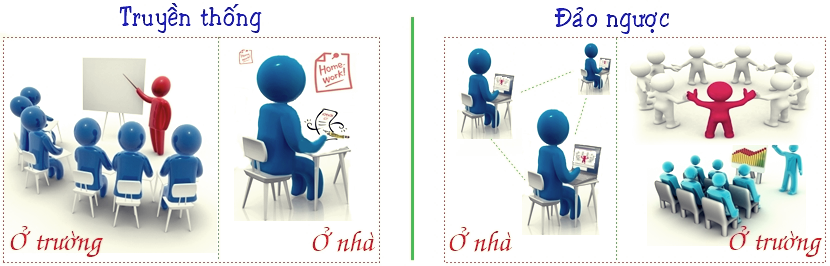 Truyền thống
Đảo ngược
Home
Work!
Ở trường
Ở nhà
Ở nhà
Ở trường